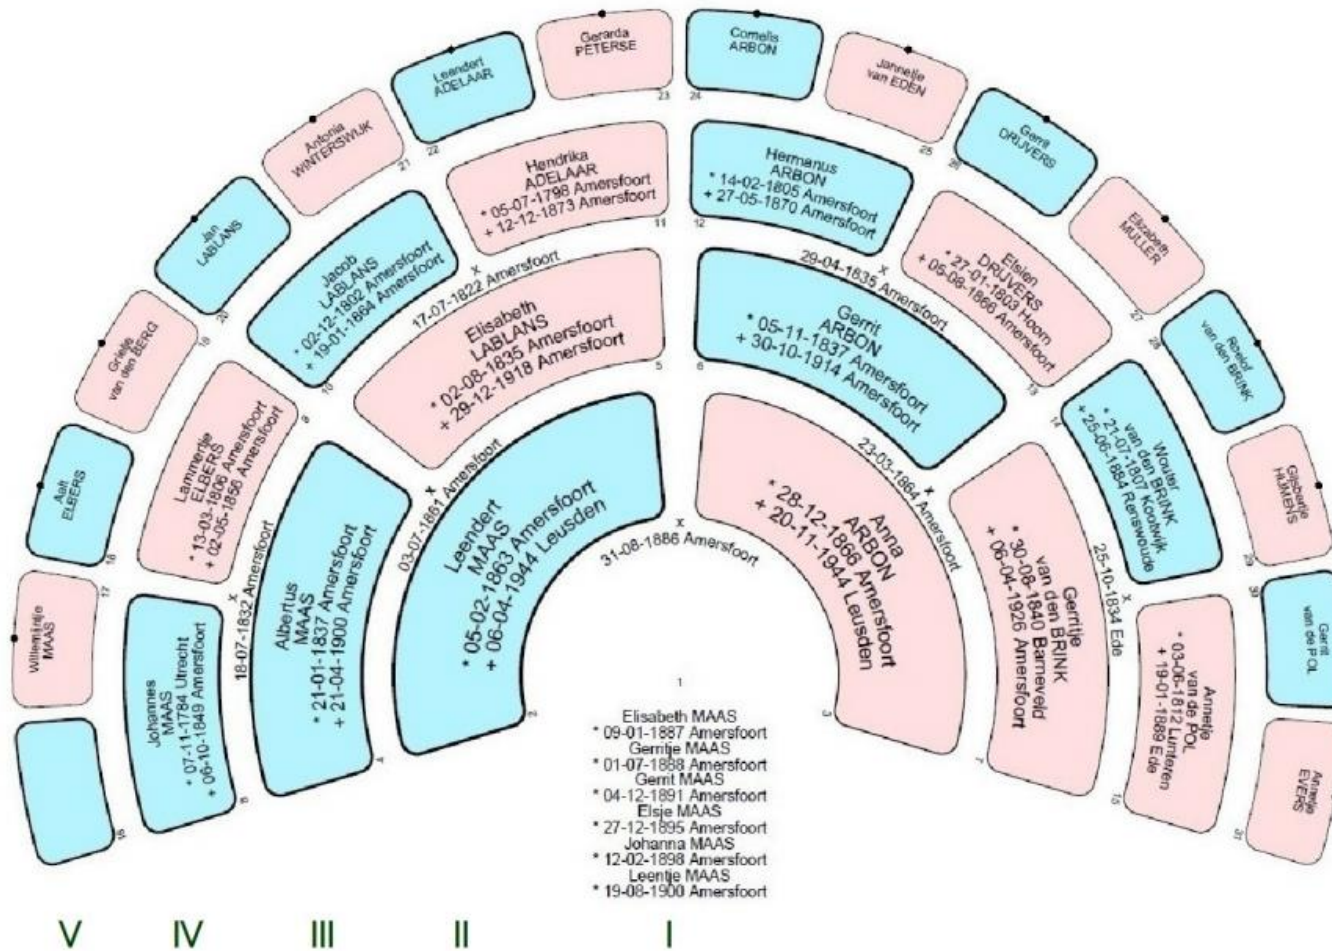 Gerarda
PETERSE
23
Cornelis
ARBON
24
Leendert
ADELAAR
22
Jannetje
van EDEN
25
Antonia
WINTERSWIJK
21
Gerrit
DRIJVERS
26
Jan
LABLANS
20
Elizabeth
MULLER
27
Grietje
van den BERG
19
Roelof
van den BRINK
28
Aalt
ELBERS
18
Gijsbertje
HIJMENS
29
Willemijntje
MAAS
17
Gerrit
van de POL
30
16
Annetje
EVERS
31
Hendrika
ADELAAR
* 05-07-1798 Amersfoort
+ 12-12-1873 Amersfoort
11
Hermanus
ARBON
* 14-02-1805 Amersfoort
+ 27-05-1870 Amersfoort
12
Jacob
LABLANS
* 02-12-1802 Amersfoort
+ 19-01-1864 Amersfoort
10
x
17-07-1822 Amersfoort
Elsien
DRIJVERS
* 27-01-1803 Hoorn
+ 05-08-1866 Amersfoort
13
x
29-04-1835 Amersfoort
Lammertje
ELBERS
* 13-03-1806 Amersfoort
+ 02-05-1856 Amersfoort
9
Wouter
van den BRINK
* 21-07-1807 Kootwijk
+ 25-06-1884 Renswoude
14
Johannes
MAAS
* 07-11-1784 Utrecht
+ 06-10-1849 Amersfoort
8
x
18-07-1832 Amersfoort
Annetje
van de POL
* 03-06-1812 Lunteren
+ 19-01-1889 Ede
15
x
25-10-1834 Ede
Elisabeth
LABLANS
* 02-08-1835 Amersfoort
+ 29-12-1918 Amersfoort
5
Gerrit
ARBON
* 05-11-1837 Amersfoort
+ 30-10-1914 Amersfoort
6
Albertus
MAAS
* 21-01-1837 Amersfoort
+ 21-04-1900 Amersfoort
4
x
03-07-1861 Amersfoort
Gerritje
van den BRINK
* 30-08-1840 Barneveld
+ 06-04-1926 Amersfoort
7
x
23-03-1864 Amersfoort
Leendert
MAAS
* 05-02-1863 Amersfoort
+ 06-04-1944 Leusden
2
Anna
ARBON
* 28-12-1866 Amersfoort
+ 20-11-1944 Leusden
3
x
31-08-1886 Amersfoort
1
Elisabeth MAAS
* 09-01-1887 Amersfoort
Gerritje MAAS
* 01-07-1888 Amersfoort
Gerrit MAAS
* 04-12-1891 Amersfoort
Elsje MAAS
* 27-12-1895 Amersfoort
Johanna MAAS
* 12-02-1898 Amersfoort
Leentje MAAS
* 19-08-1900 Amersfoort
V IV III II I